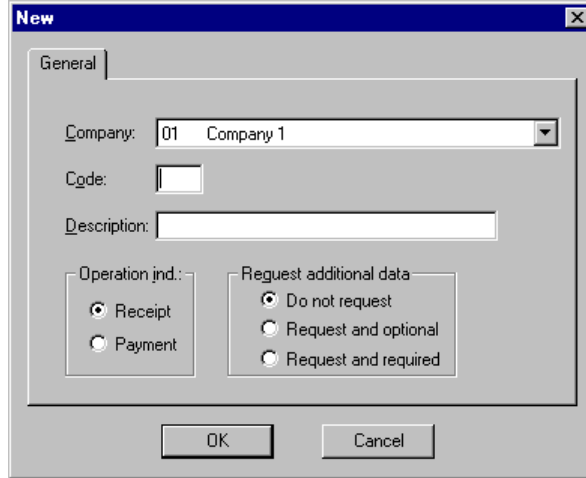 New
General
Company: 01 Company 1
Code:
Description:
Operation ind.: Request additional data
Receipt Do not request
Payment Request and optional
Request and required
OK Cancel